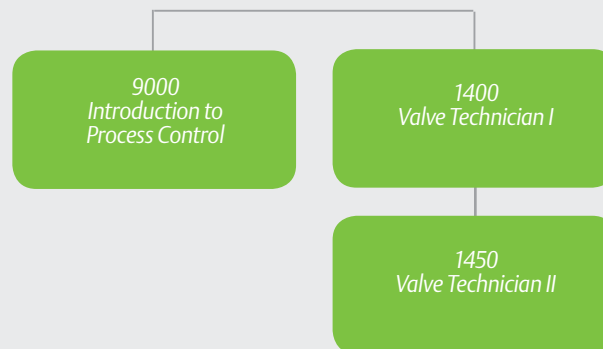 9000
Introduction to
Process Control
1400
Valve Technician I
1450
Valve Technician II